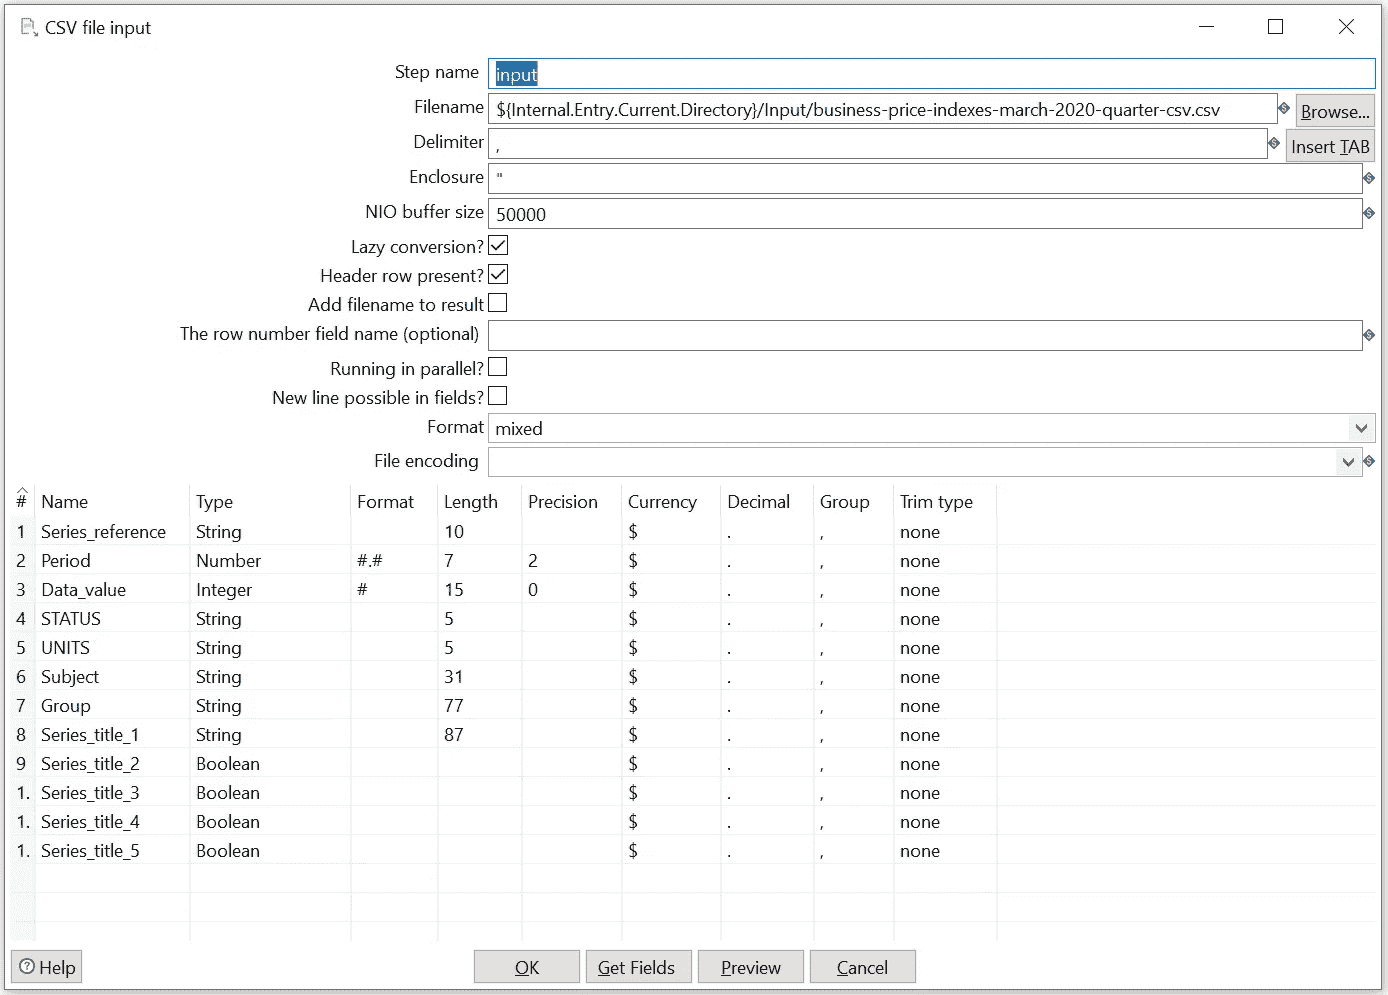 CSV file input
Step name input
Filename ${Internal.Entry.Current.Directory}/Input/business-price-indexes-march-2020-quarter-csv.csv Browse...
Delimiter , Insert TAB
Enclosure "
NIO buffer size 50000
Lazy conversion?
Header row present?
Add filename to result
The row number field name (optional)
Running in parallel?
New line possible in fields?
Format mixed
File encoding
# Name Type Format Length Precision Currency Decimal Group Trim type
1 Series_reference String 10 $ . , none
2 Period Number #.# 7 2 $ . , none
3 Data_value Integer # 15 0 $ . , none
4 STATUS String 5 $ . , none
5 UNITS String 5 $ . , none
6 Subject String 31 $ . , none
7 Group String 77 $ . , none
8 Series_title_1 String 87 $ . , none
9 Series_title_2 Boolean $ . , none
1. Series_title_3 Boolean $ . , none
1. Series_title_4 Boolean $ . , none
1. Series_title_5 Boolean $ . , none
Help OK Get Fields Preview Cancel